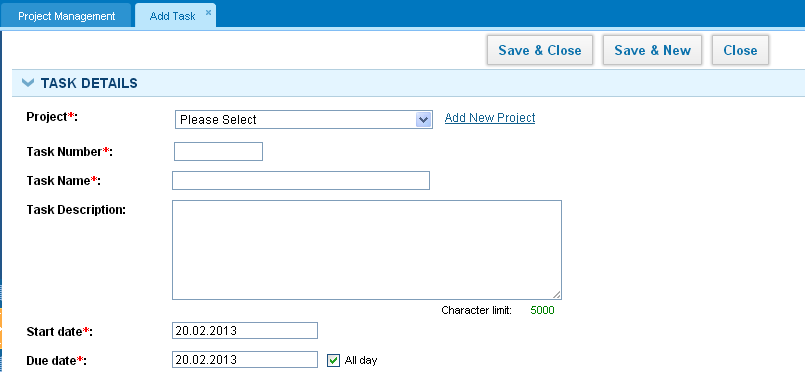 Project Management Add Task
Save & Close Save & New Close
TASK DETAILS
Project*: Please Select Add New Project
Task Number*:
Task Name*:
Task Description:
Character limit: 5000
Start date*: 20.02.2013
Due date*: 20.02.2013 All day